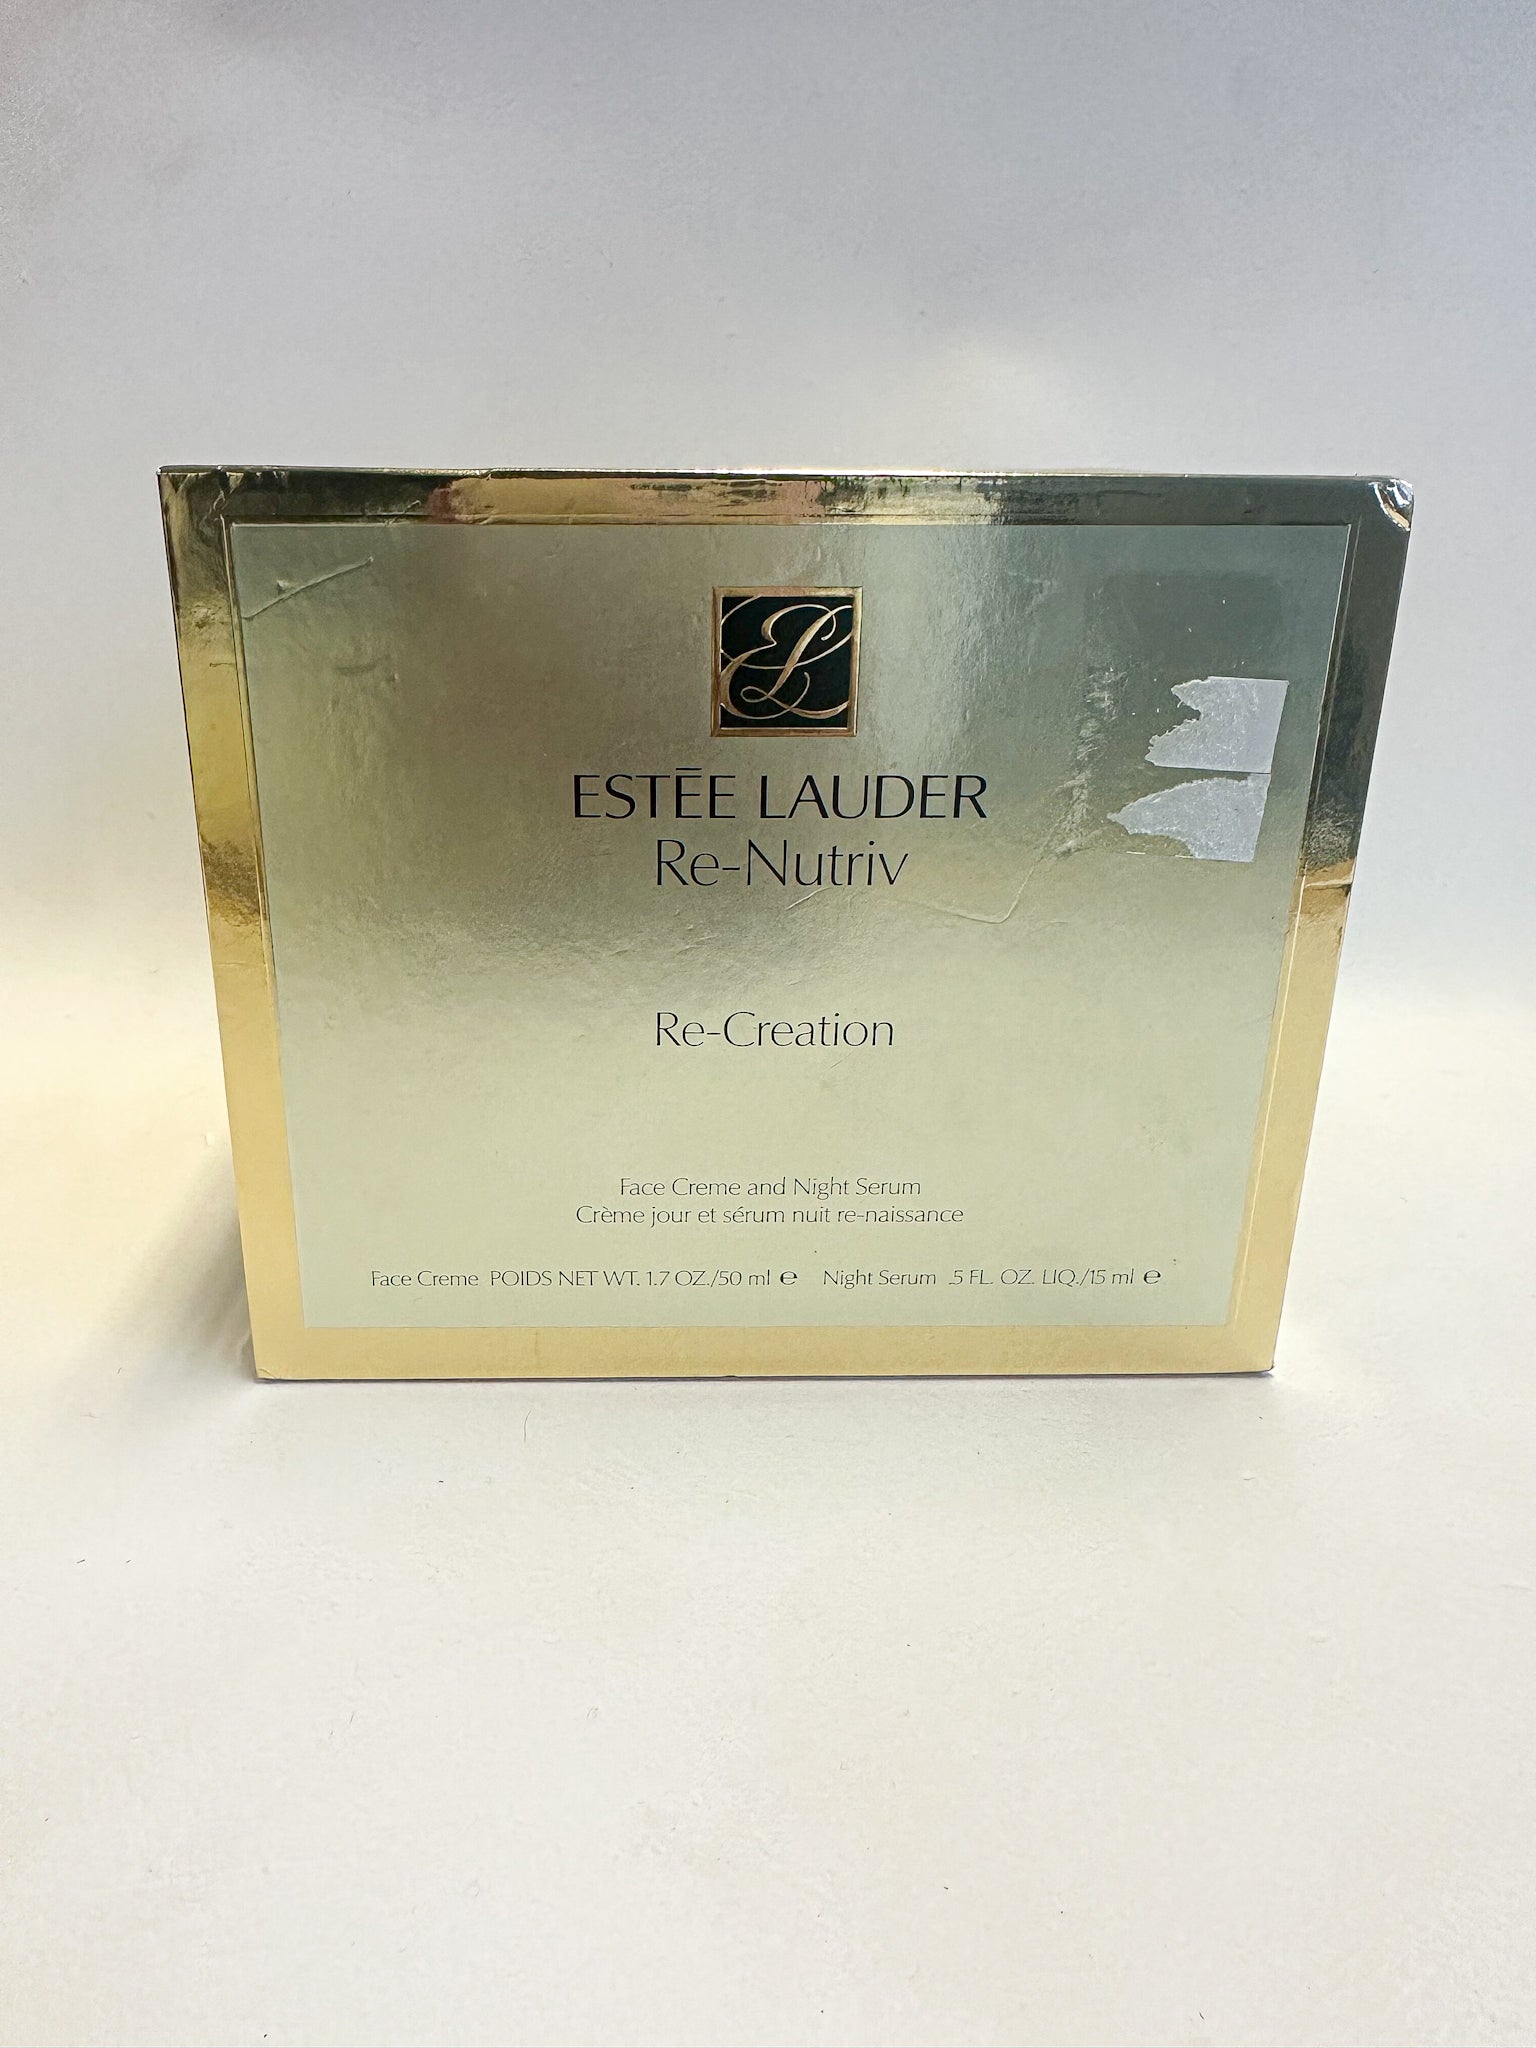 EL
ESTĒE LAUDER
Re-Nutriv
Re-Creation
Face Creme and Night Serum
Crème jour et sérum nuit re-naissance
Face Creme POIDS NET WT. 1.7 OZ./50 ml ℮ Night Serum .5 FL. OZ. LIQ./15 ml ℮